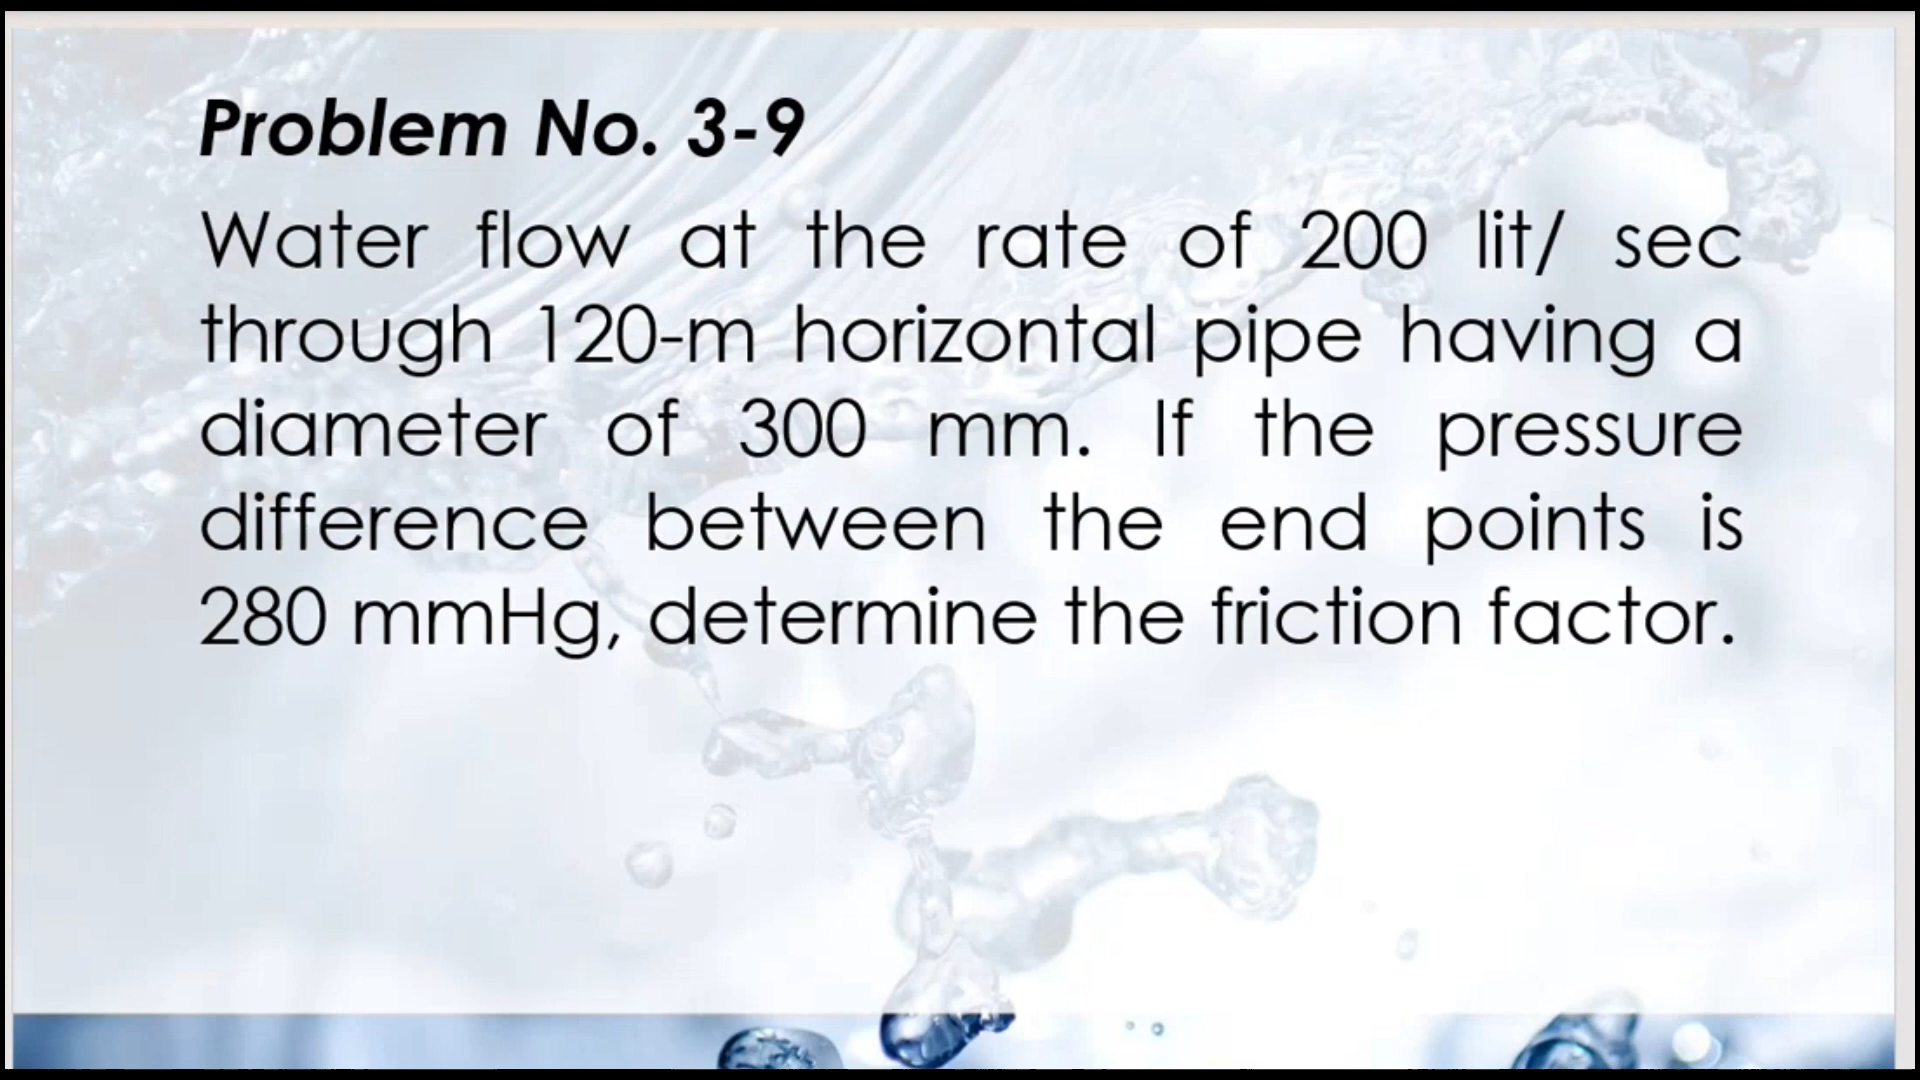 Problem No. 3-9
Water flow at the rate of 200 lit/ sec
through 120-m horizontal pipe having a
diameter of 300 mm. If the pressure
difference between the end points is
280 mmHg, determine the friction factor.